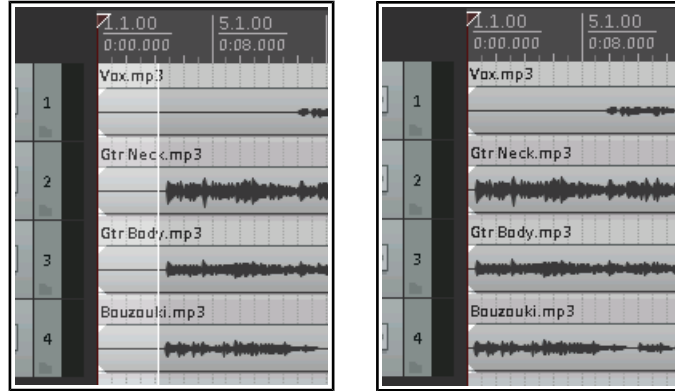 1.1.00 5.1.00
0:00.000 0:08.000
Vox.mp3
1
Gtr Neck.mp3
2
Gtr Body.mp3
3
Bouzouki.mp3
4
1.1.00 5.1.00
0:00.000 0:08.000
Vox.mp3
1
Gtr Neck.mp3
2
Gtr Body.mp3
3
Bouzouki.mp3
4